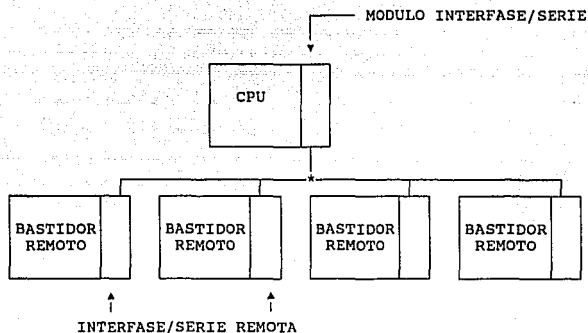 MODULO INTERFASE/SERIE
CPU
*
BASTIDOR
REMOTO
BASTIDOR
REMOTO
BASTIDOR
REMOTO
BASTIDOR
REMOTO
INTERFASE/SERIE REMOTA